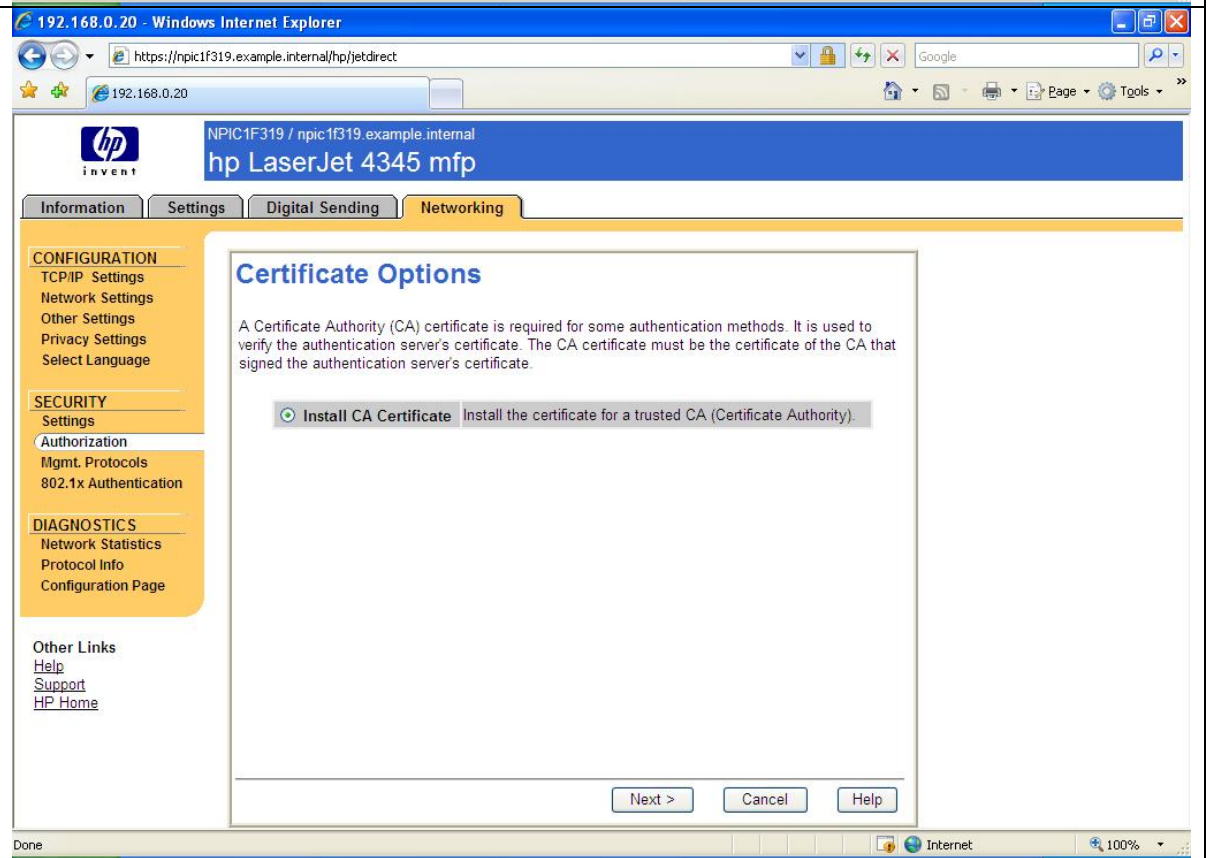 192.168.0.20 - Windows Internet Explorer
https://npic1f319.example.internal/hp/jetdirect
Google
192.168.0.20
Page
Tools
»
hp
invent
NPIC1F319 / npic1f319.example.internal
hp LaserJet 4345 mfp
Information Settings Digital Sending Networking
CONFIGURATION
TCP/IP Settings
Network Settings
Other Settings
Privacy Settings
Select Language
SECURITY
Settings
Authorization
Mgmt. Protocols
802.1x Authentication
DIAGNOSTICS
Network Statistics
Protocol Info
Configuration Page
Other Links
Help
Support
HP Home
Certificate Options
A Certificate Authority (CA) certificate is required for some authentication methods. It is used to
verify the authentication server's certificate. The CA certificate must be the certificate of the CA that
signed the authentication server's certificate.
Install CA Certificate Install the certificate for a trusted CA (Certificate Authority).
Next > Cancel Help
Done Internet 100%